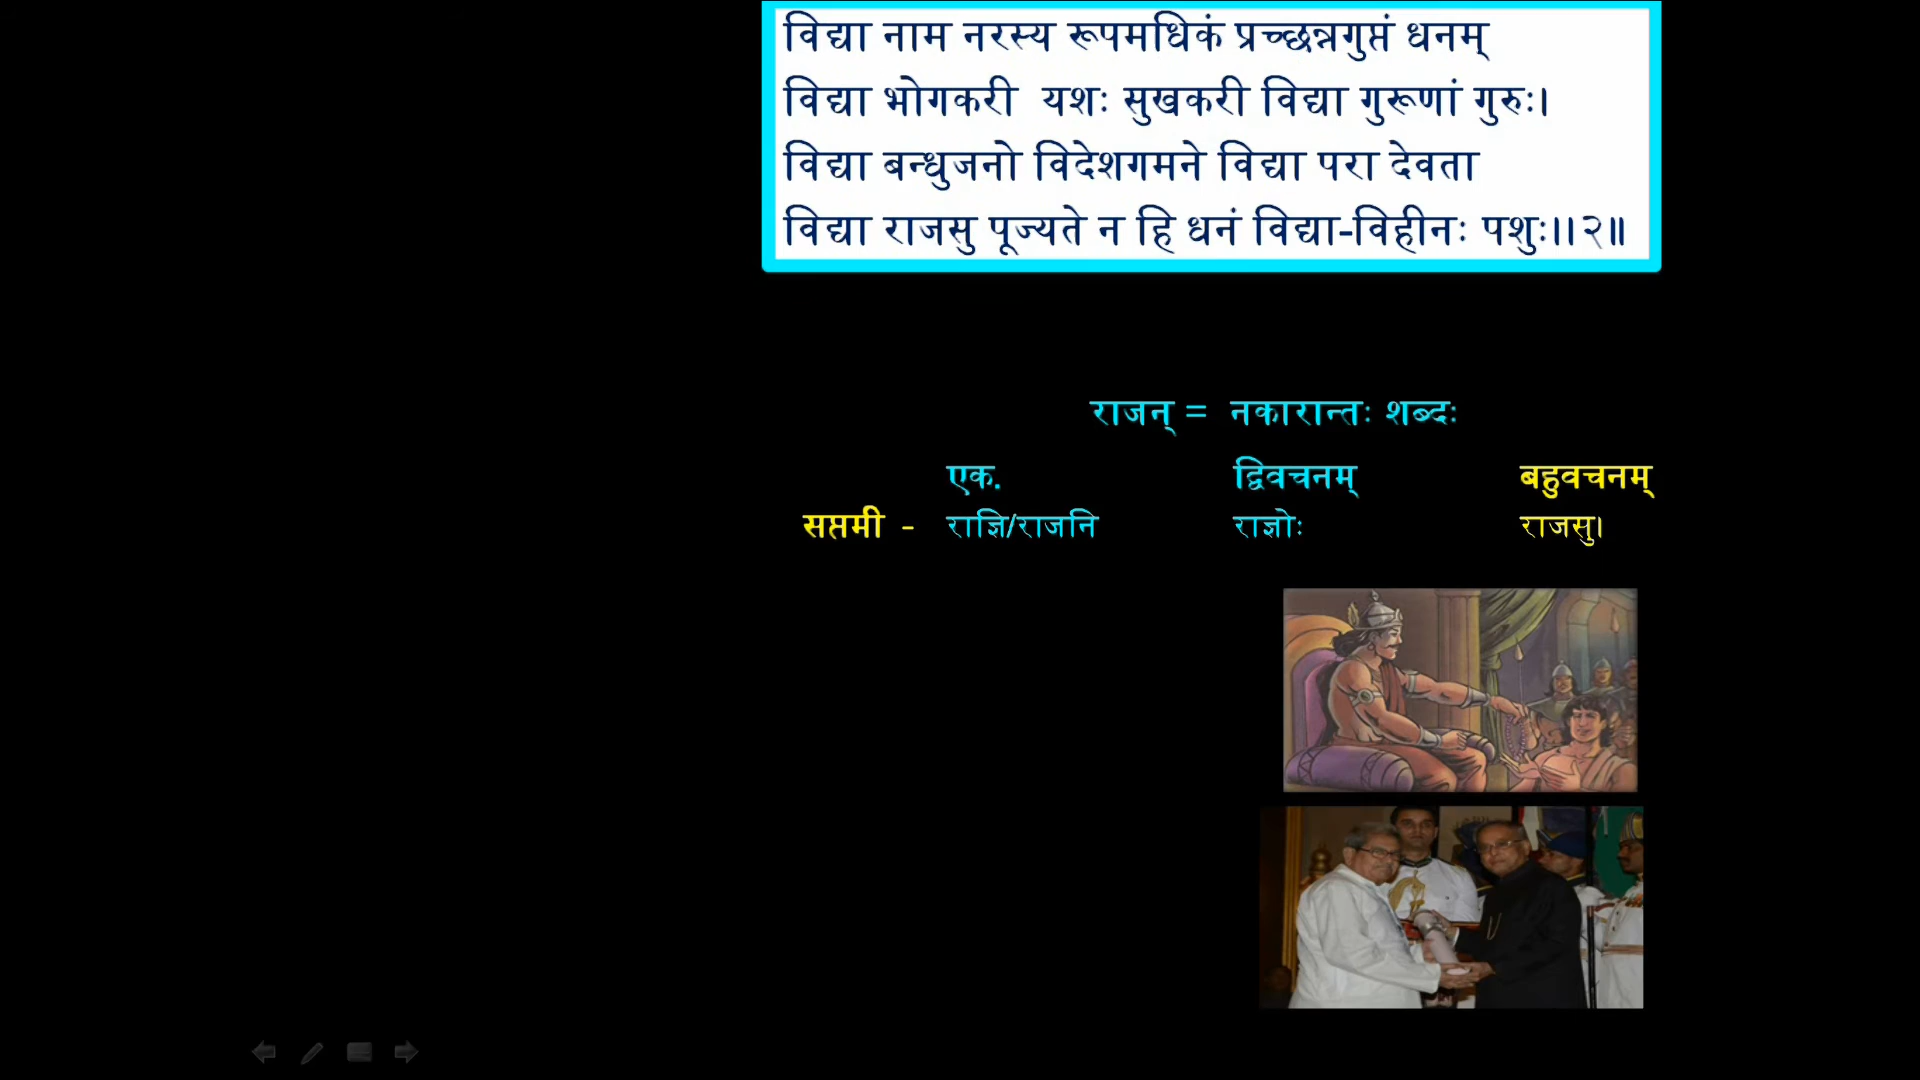 विद्या नाम नरस्य रूपमधिकं प्रच्छन्नगुप्तं धनम्
विद्या भोगकरी यशः सुखकरी विद्या गुरूणां गुरुः।
विद्या बन्धुजनो विदेशगमने विद्या परा देवता
विद्या राजसु पूज्यते न हि धनं विद्या-विहीनः पशुः।।२॥
राजन् = नकारान्तः शब्दः
एक. द्विवचनम् बहुवचनम्
सप्तमी - राज्ञि/राजनि राज्ञोः राजसु।